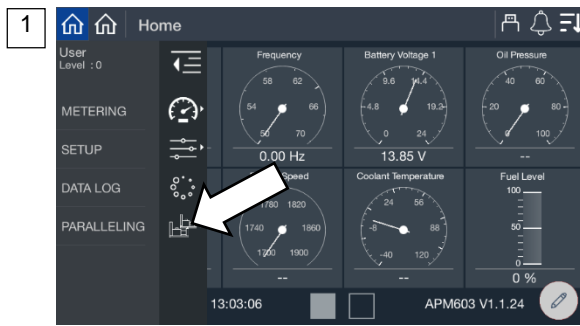 1
Home
User
Level :0
METERING
SETUP
DATA LOG
PARALLELING
Frequency
54 58 62 66 70
0.00 Hz
Battery Voltage 1
-4.8 0 9.6 14.4 19.2 24
13.85 V
Oil Pressure
0 20 40 60 80 100
--
Speed
1700 1740 1780 1820 1860 1900
--
Coolant Temperature
-40 -8 24 56 88 120
--
Fuel Level
100
50
0
0 %
13:03:06
APM603 V1.1.24